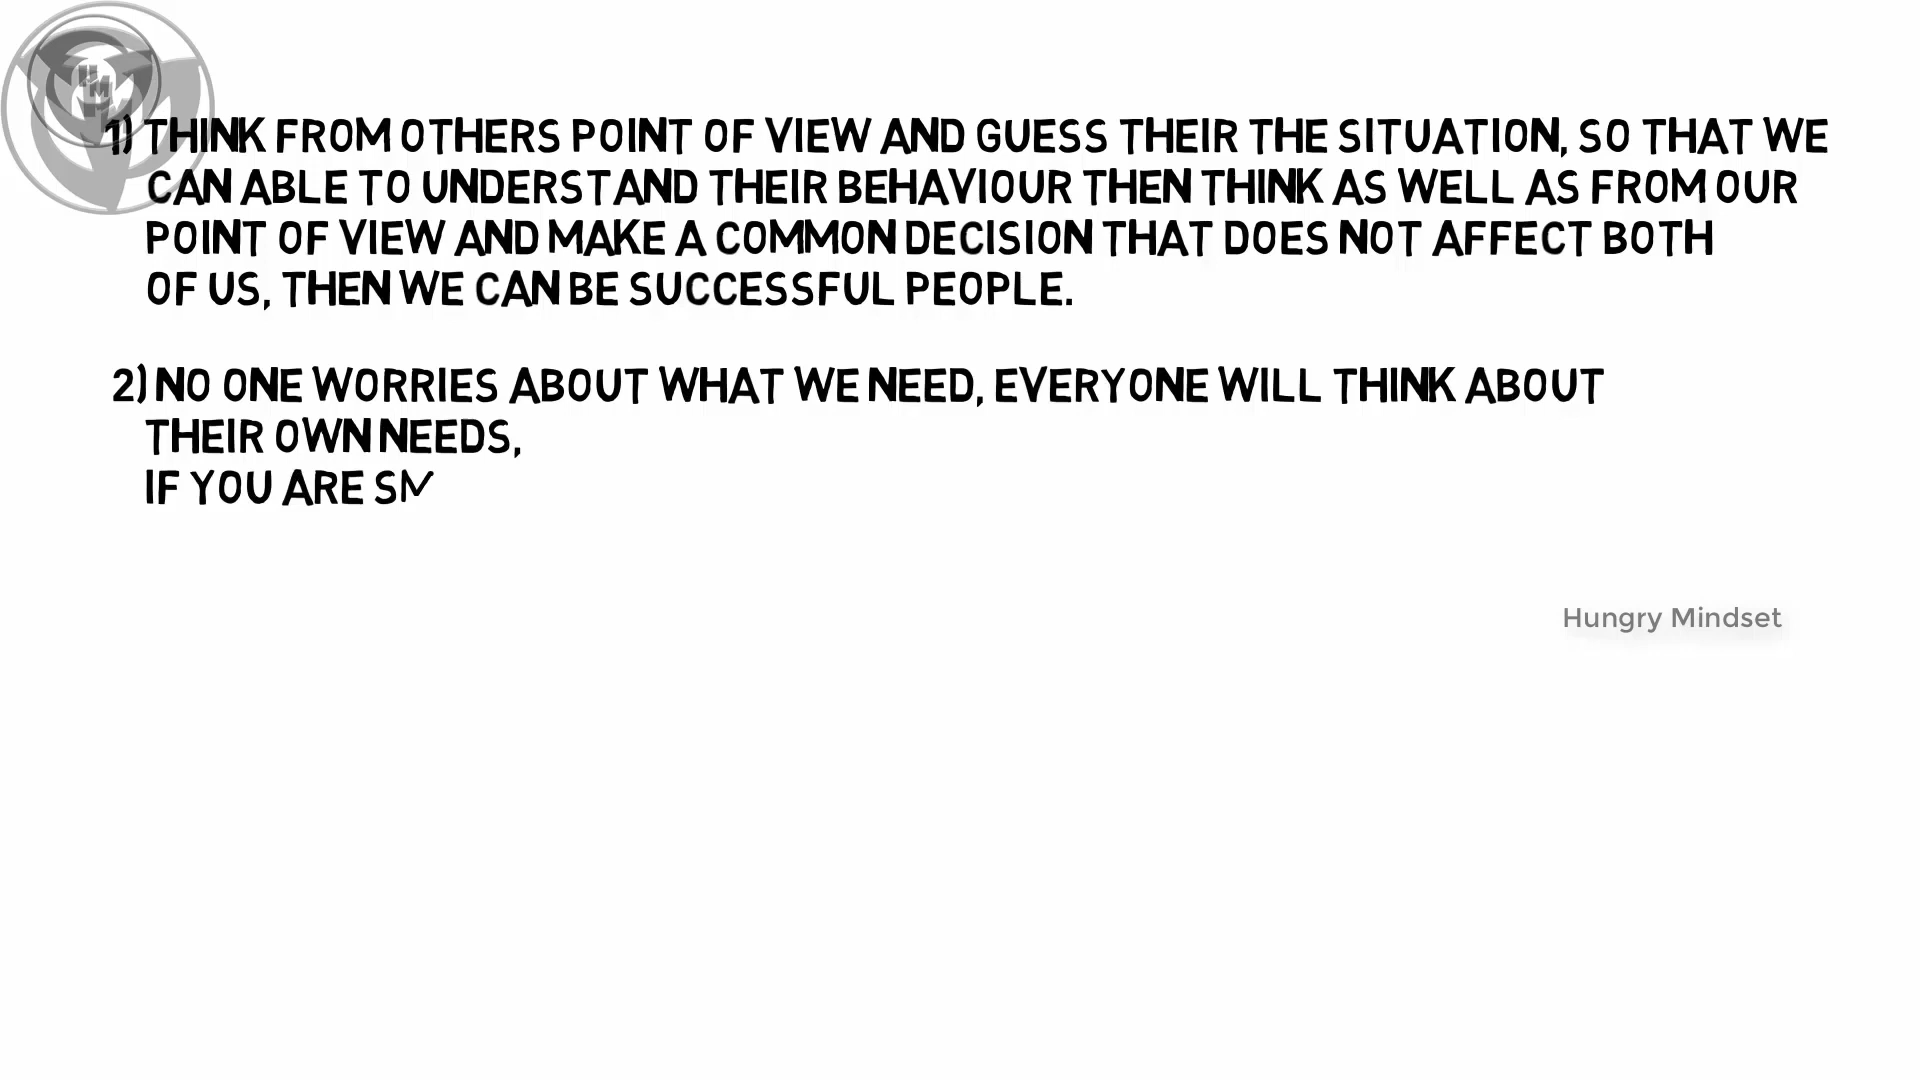 1) THINK FROM OTHERS POINT OF VIEW AND GUESS THEIR THE SITUATION, SO THAT WE
CAN ABLE TO UNDERSTAND THEIR BEHAVIOUR THEN THINK AS WELL AS FROM OUR
POINT OF VIEW AND MAKE A COMMON DECISION THAT DOES NOT AFFECT BOTH
OF US, THEN WE CAN BE SUCCESSFUL PEOPLE.
2) NO ONE WORRIES ABOUT WHAT WE NEED, EVERYONE WILL THINK ABOUT
THEIR OWN NEEDS,
IF YOU ARE
Hungry Mindset